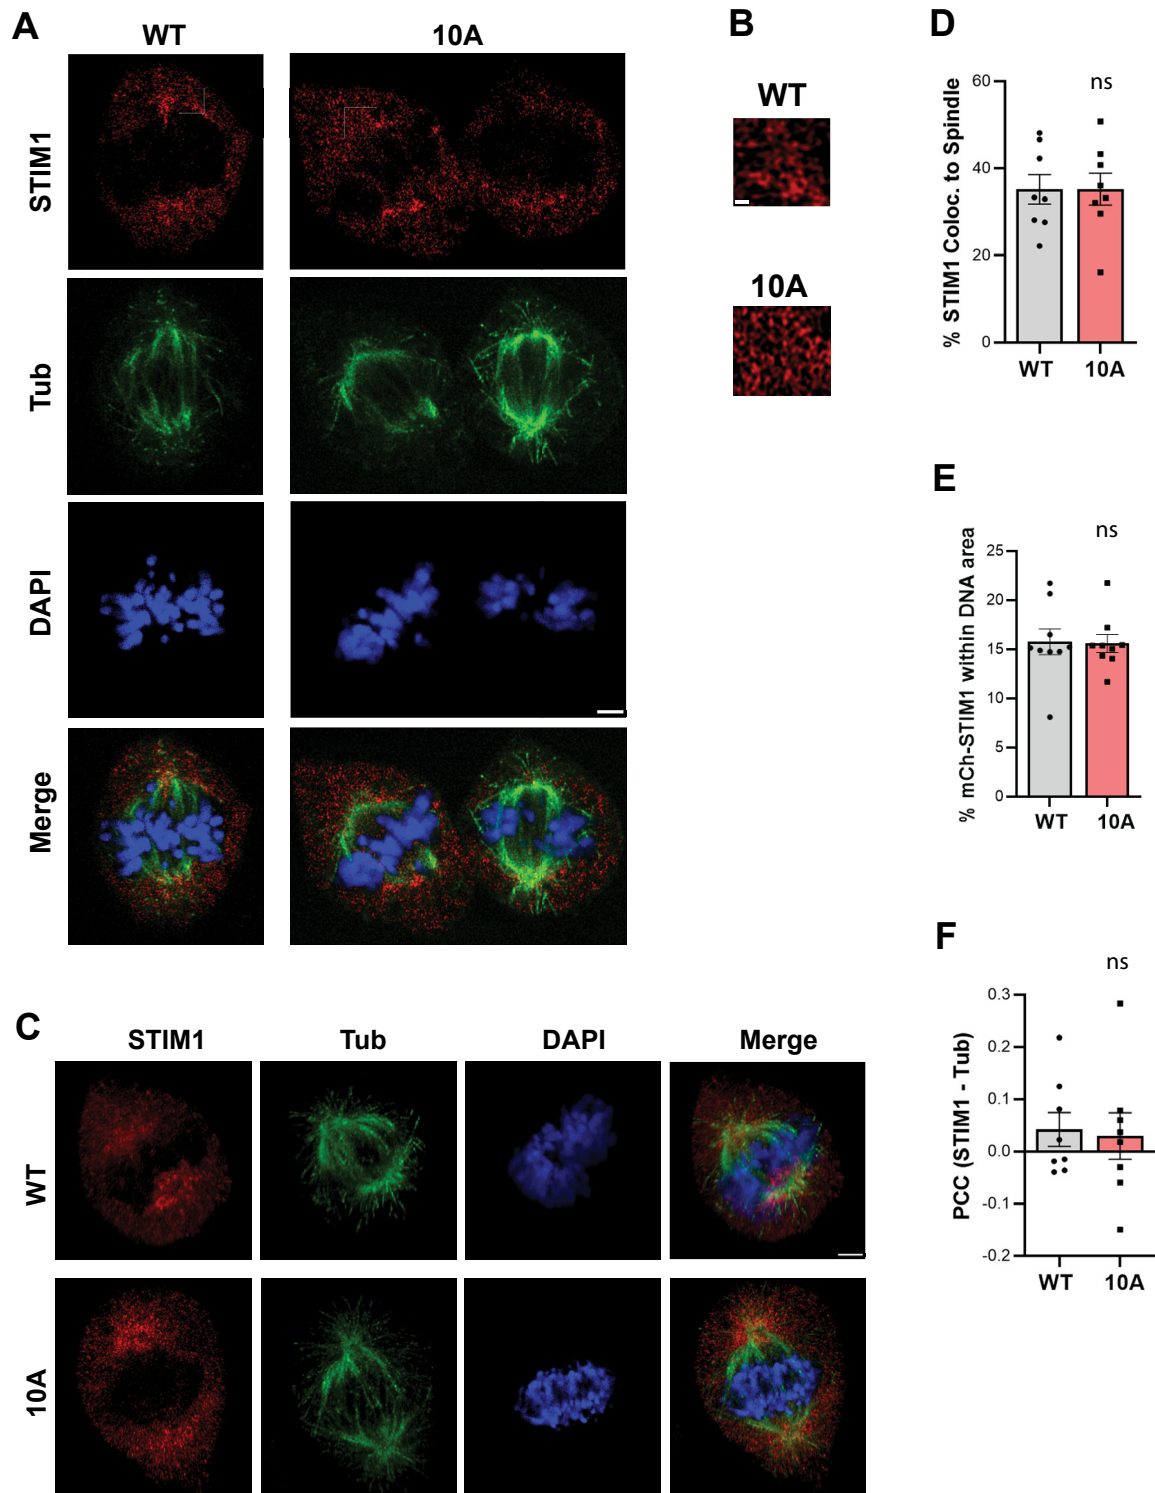 A
WT
10A
STIM1
Tub
DAPI
Merge
B
WT
10A
C
STIM1
Tub
DAPI
Merge
WT
10A
D
% STIM1 Coloc. to Spindle
60
40
20
0
ns
WT
10A
E
% mCh-STIM1 within DNA area
25
20
15
10
5
0
ns
WT
10A
F
PCC (STIM1 - Tub)
0.3
0.2
0.1
0.0
-0.1
-0.2
ns
WT
10A